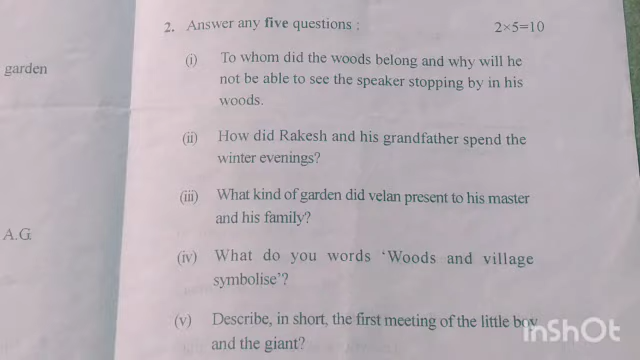 2. Answer any five questions : 2×5=10
(i) To whom did the woods belong and why will he
not be able to see the speaker stopping by in his
woods.
garden
(ii) How did Rakesh and his grandfather spend the
winter evenings?
(iii) What kind of garden did velan present to his master
and his family?
A.G.
(iv) What do you words ‘Woods and village
symbolise’?
(v) Describe, in short, the first meeting of the little boy
and the giant?
InShOt